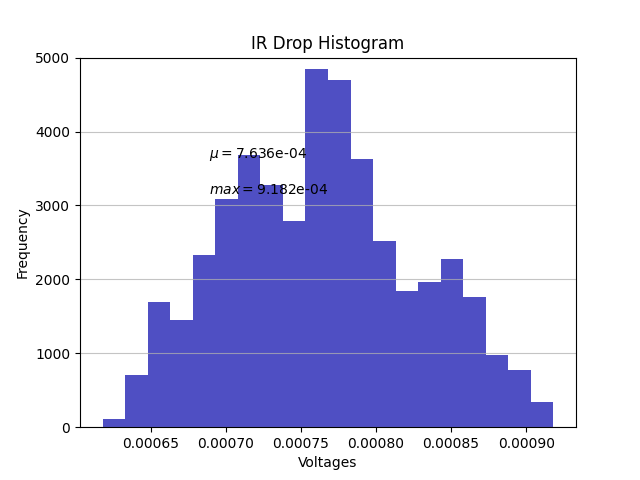 IR Drop Histogram
Frequency
5000
4000
3000
2000
1000
0
μ = 7.636e-04
max = 9.182e-04
0.00065 0.00070 0.00075 0.00080 0.00085 0.00090
Voltages